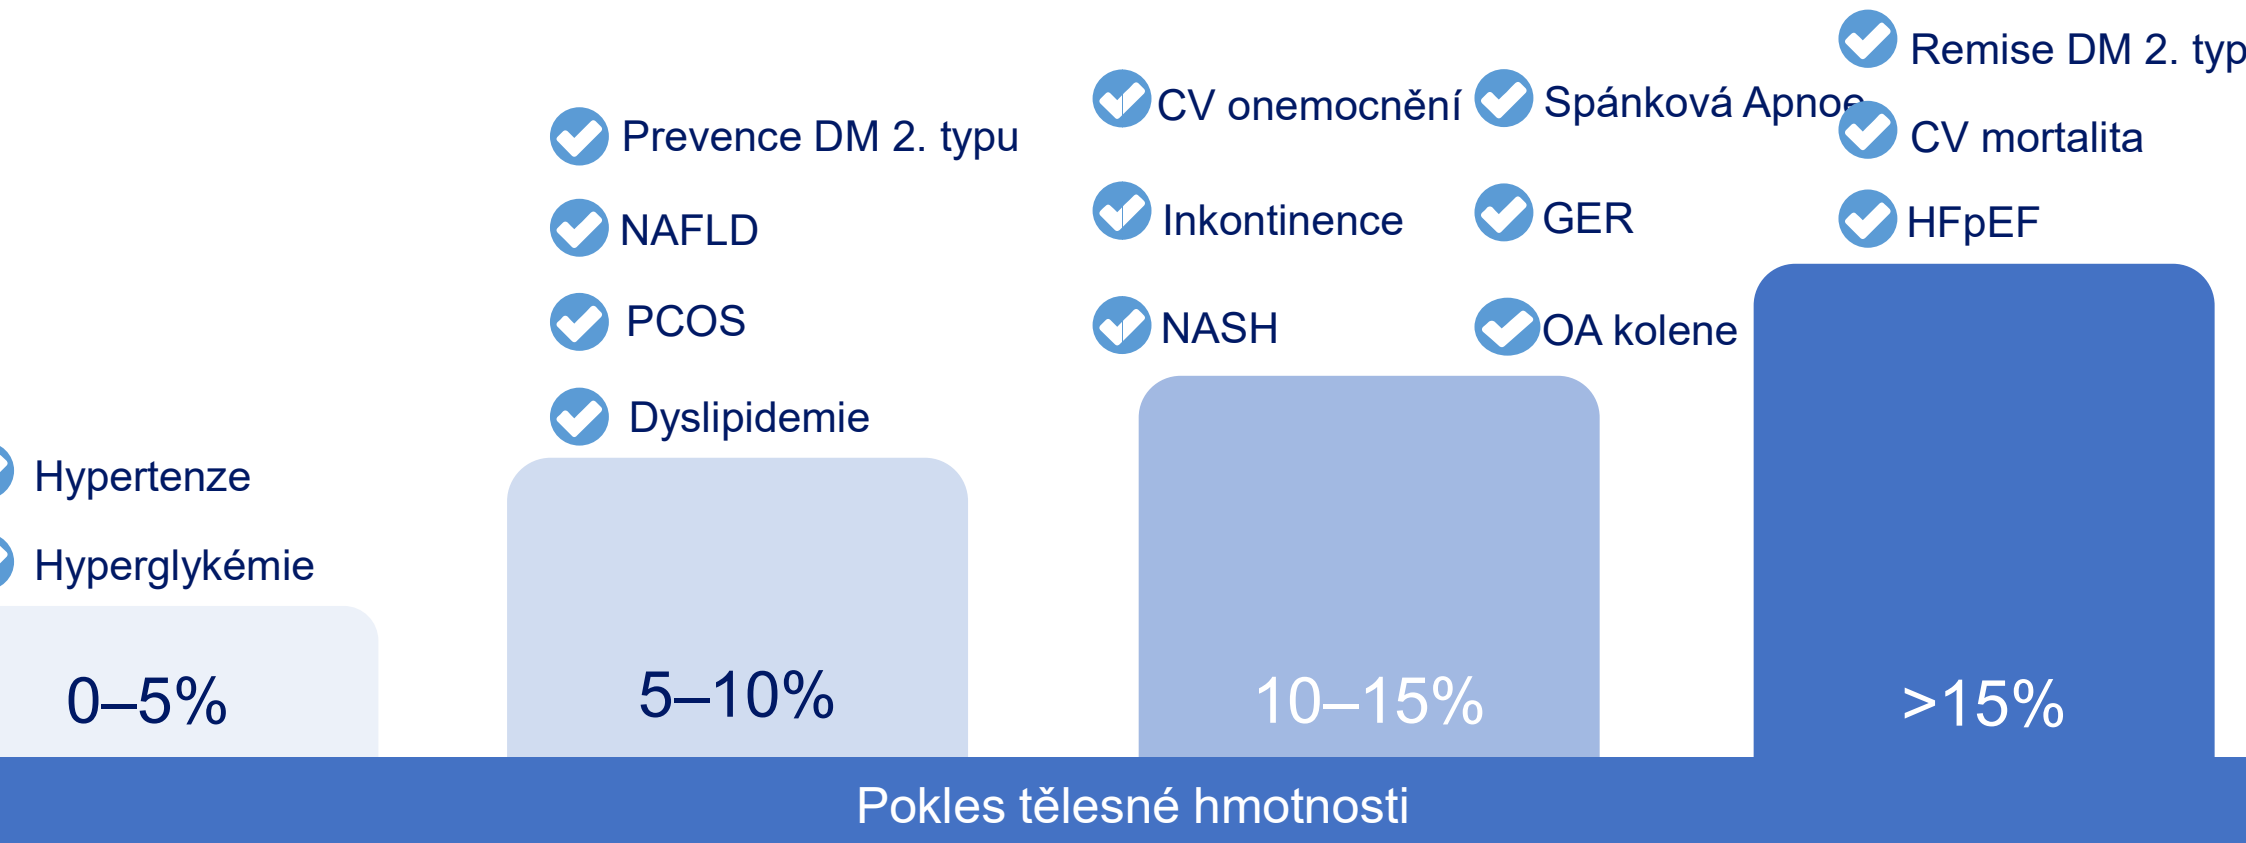 Hypertenze
Hyperglykémie
0–5%
Prevence DM 2. typu
NAFLD
PCOS
Dyslipidemie
5–10%
CV onemocnění
Inkontinence
NASH
Spánková Apnoe
GER
OA kolene
10–15%
Remise DM 2. typ
CV mortalita
HFpEF
>15%
Pokles tělesné hmotnosti